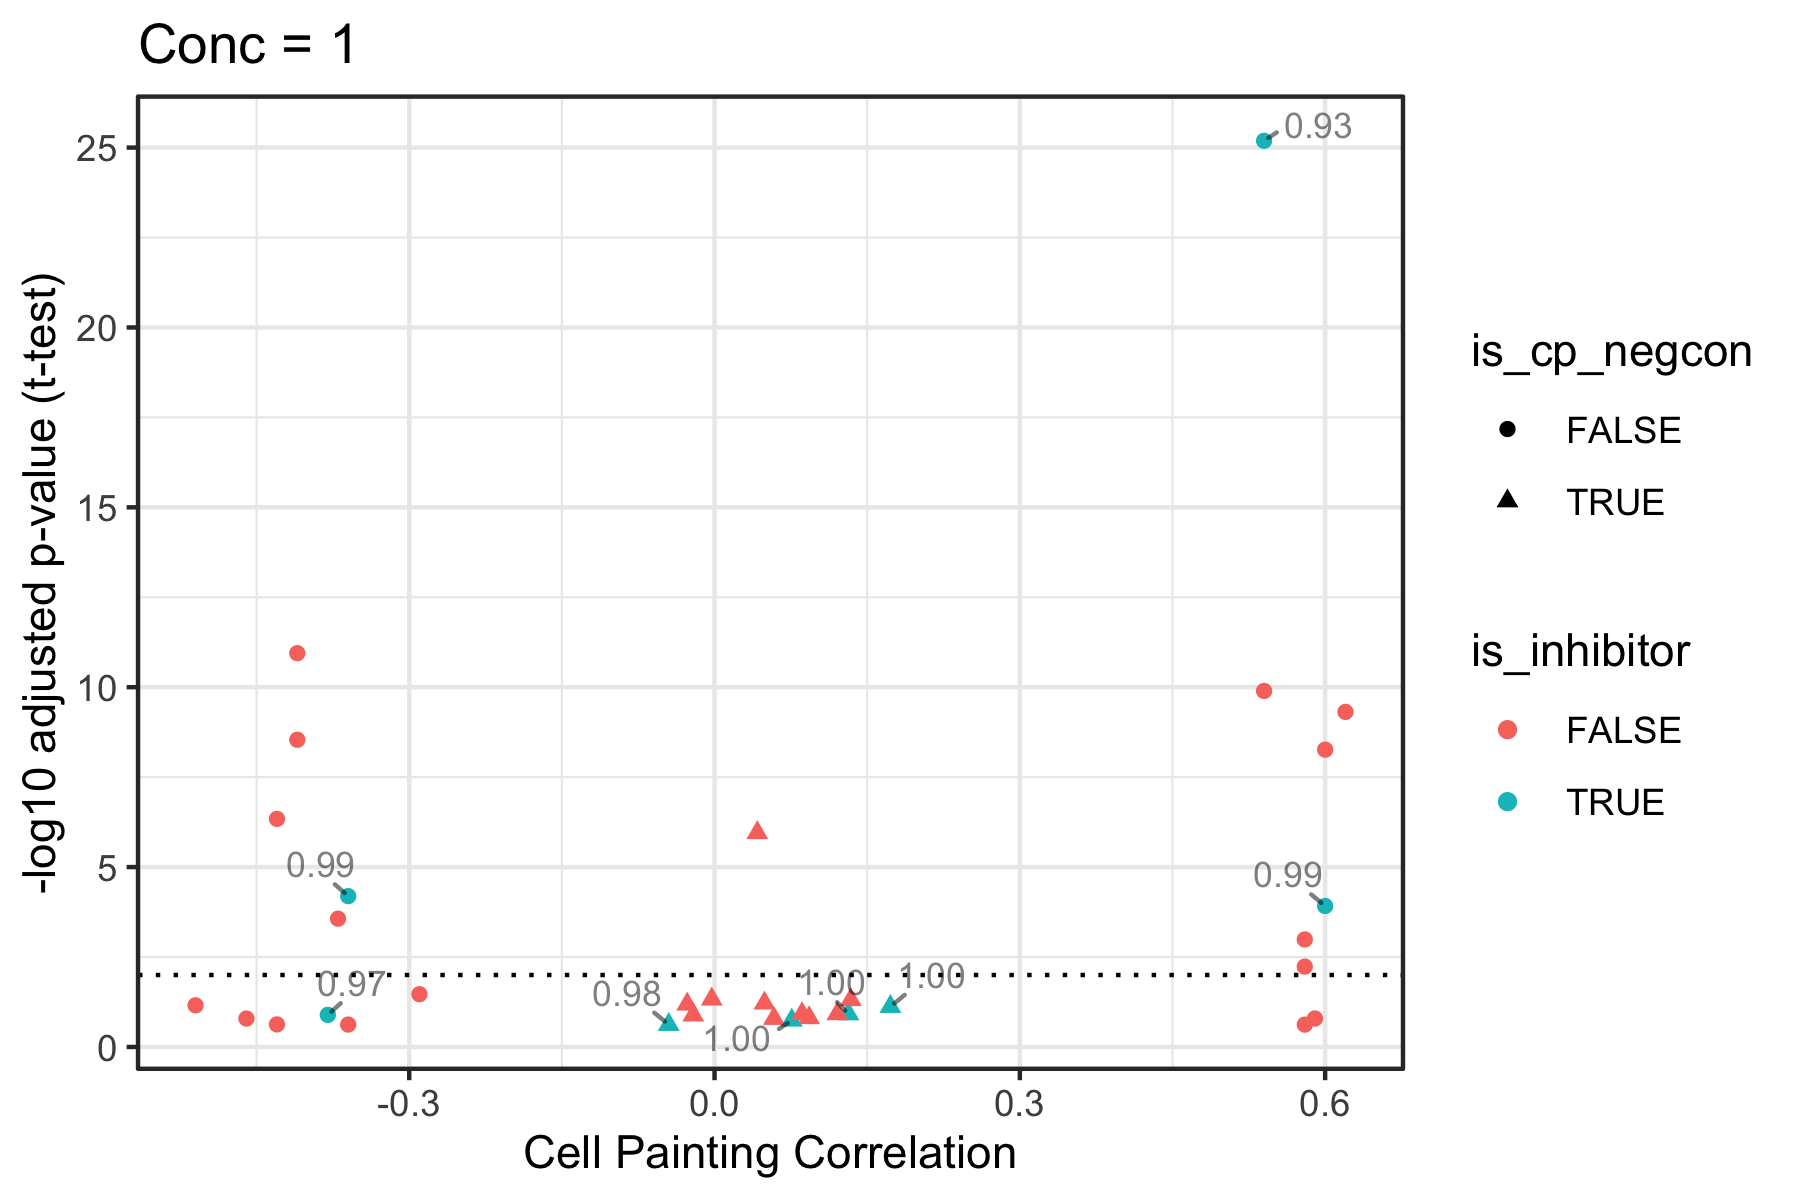 Conc = 1
-log10 adjusted p-value (t-test)
25
20
15
10
5
0
0.93
0.99
0.99
0.97
0.98
1.00
1.00
1.00
-0.3
0.0
0.3
0.6
Cell Painting Correlation
is_cp_negcon
FALSE
TRUE
is_inhibitor
FALSE
TRUE